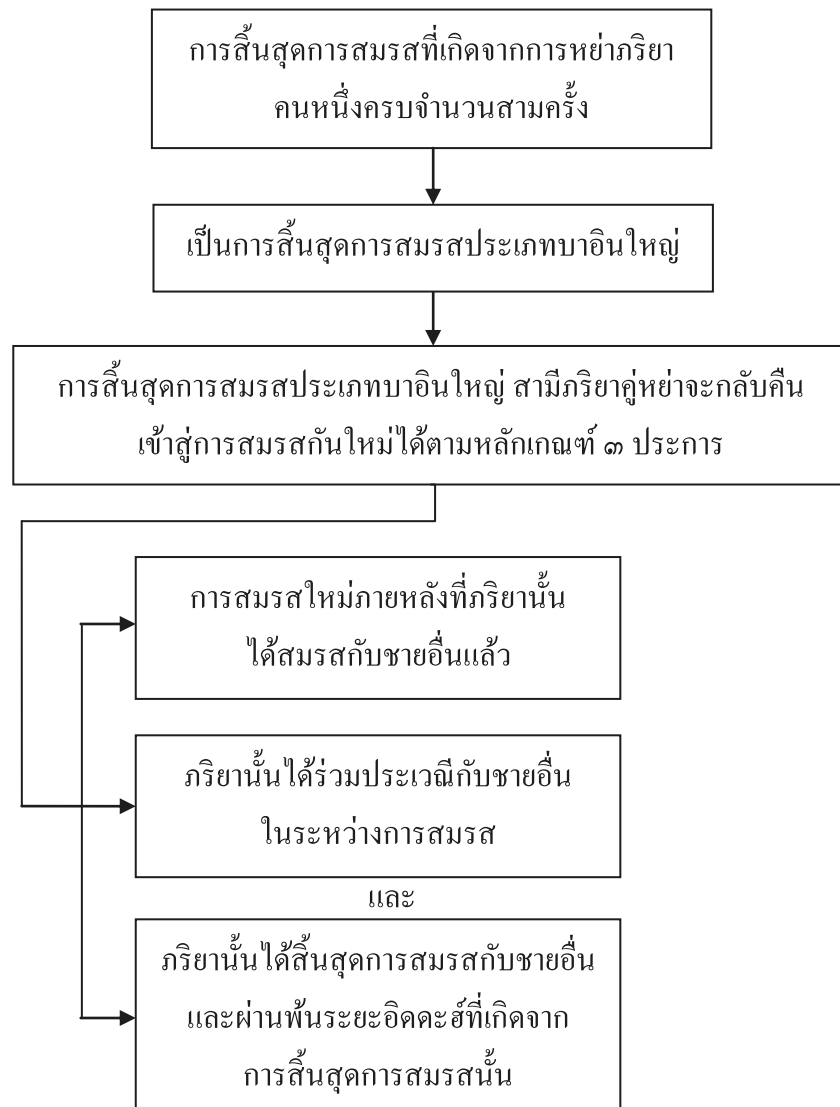 การสิ้นสุดการสมรสที่เกิดจากการหย่าภริยา
คนหนึ่งครบจำนวนสามครั้ง
เป็นการสิ้นสุดการสมรสประเภทบาอินใหญ่
การสิ้นสุดการสมรสประเภทบาอินใหญ่ สามีภริยาคู่หย่าจะกลับคืน
เข้าสู่การสมรสกันใหม่ได้ตามหลักเกณฑ์ ๓ ประการ
การสมรสใหม่ภายหลังที่ภริยานั้น
ได้สมรสกับชายอื่นแล้ว
ภริยานั้นได้ร่วมประเวณีกับชายอื่น
ในระหว่างการสมรส
และ
ภริยานั้นได้สิ้นสุดการสมรสกับชายอื่น
และผ่านพ้นระยะอิดดะฮ์ที่เกิดจาก
การสิ้นสุดการสมรสนั้น